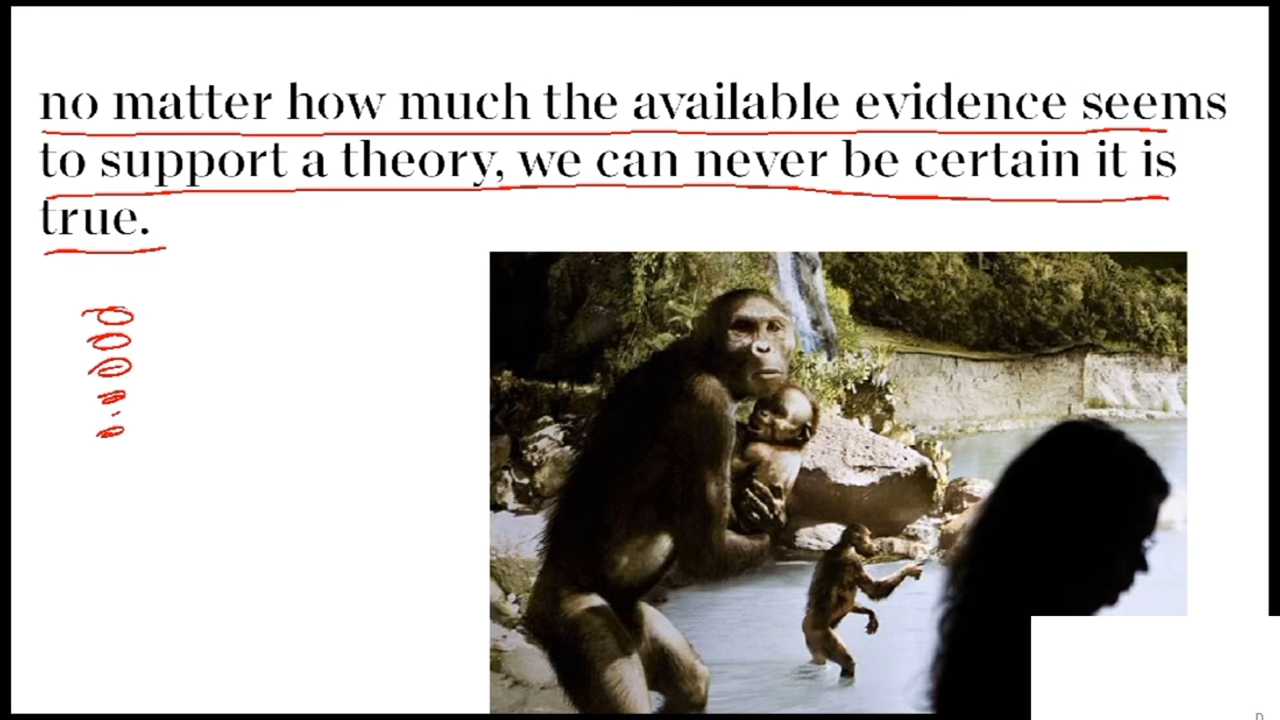 no matter how much the available evidence seems
to support a theory, we can never be certain it is
true.